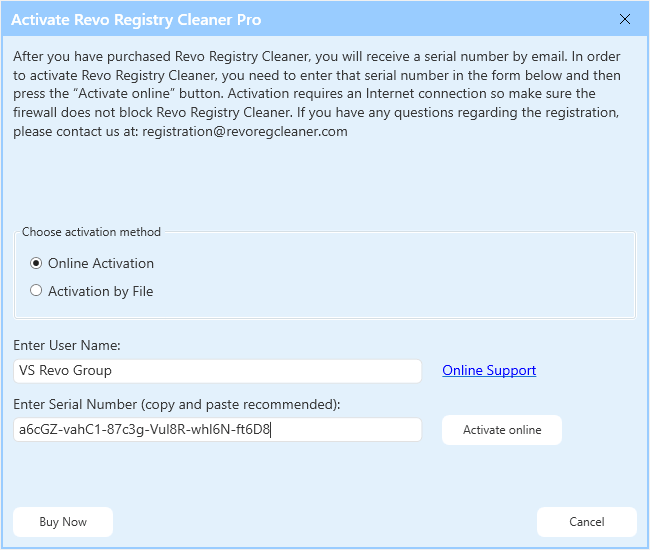 Activate Revo Registry Cleaner Pro
After you have purchased Revo Registry Cleaner, you will receive a serial number by email. In order
to activate Revo Registry Cleaner, you need to enter that serial number in the form below and then
press the “Activate online” button. Activation requires an Internet connection so make sure the
firewall does not block Revo Registry Cleaner. If you have any questions regarding the registration,
please contact us at: registration@revoregcleaner.com
Choose activation method
Online Activation
Activation by File
Enter User Name:
VS Revo Group
Online Support
Enter Serial Number (copy and paste recommended):
a6cGZ-vahC1-87c3g-Vul8R-whl6N-ft6D8
Activate online
Buy Now
Cancel